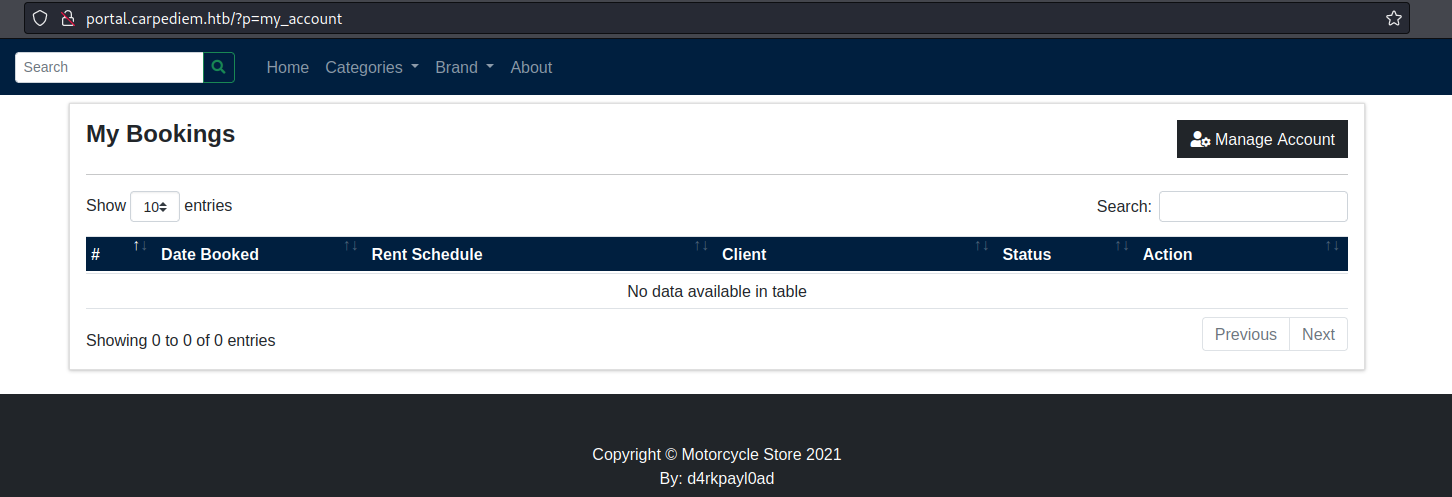 portal.carpediem.htb/?p=my_account
Search Home Categories Brand About
My Bookings Manage Account
Show 10 entries Search:
# Date Booked Rent Schedule Client Status Action
No data available in table
Showing 0 to 0 of 0 entries Previous Next
Copyright © Motorcycle Store 2021
By: d4rkpayl0ad